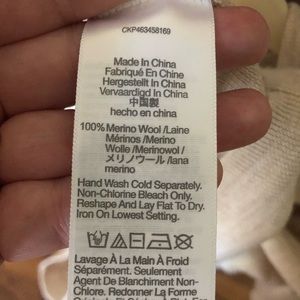 CKP463458169
Made In China
Fabriqué En Chine
Hergestellt In China
Vervaardigd In China
中国製
hecho en china
100% Merino Wool /Laine
Mérinos /Merino
Wolle /Merinowol /
メリノウール /lana
merino
Hand Wash Cold Separately.
Non-Chlorine Bleach Only.
Reshape And Lay Flat To Dry.
Iron On Lowest Setting.
Lavage À La Main À Froid
Séparément. Seulement
Agent De Blanchiment Non-
Chlore. Redonner La Forme